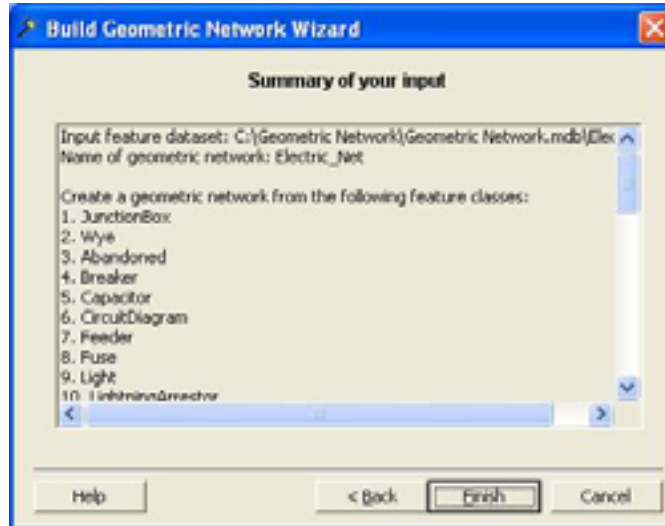 Build Geometric Network Wizard
Summary of your input
Input feature dataset: C:\Geometric Network\Geometric Network.mdb\Elec
Name of geometric network: Electric_Net
Create a geometric network from the following feature classes:
1. JunctionBox
2. Wye
3. Abandoned
4. Breaker
5. Capacitor
6. CircuitDiagram
7. Feeder
8. Fuse
9. Light
10. LightningArrestor
Help
< Back
Finish
Cancel